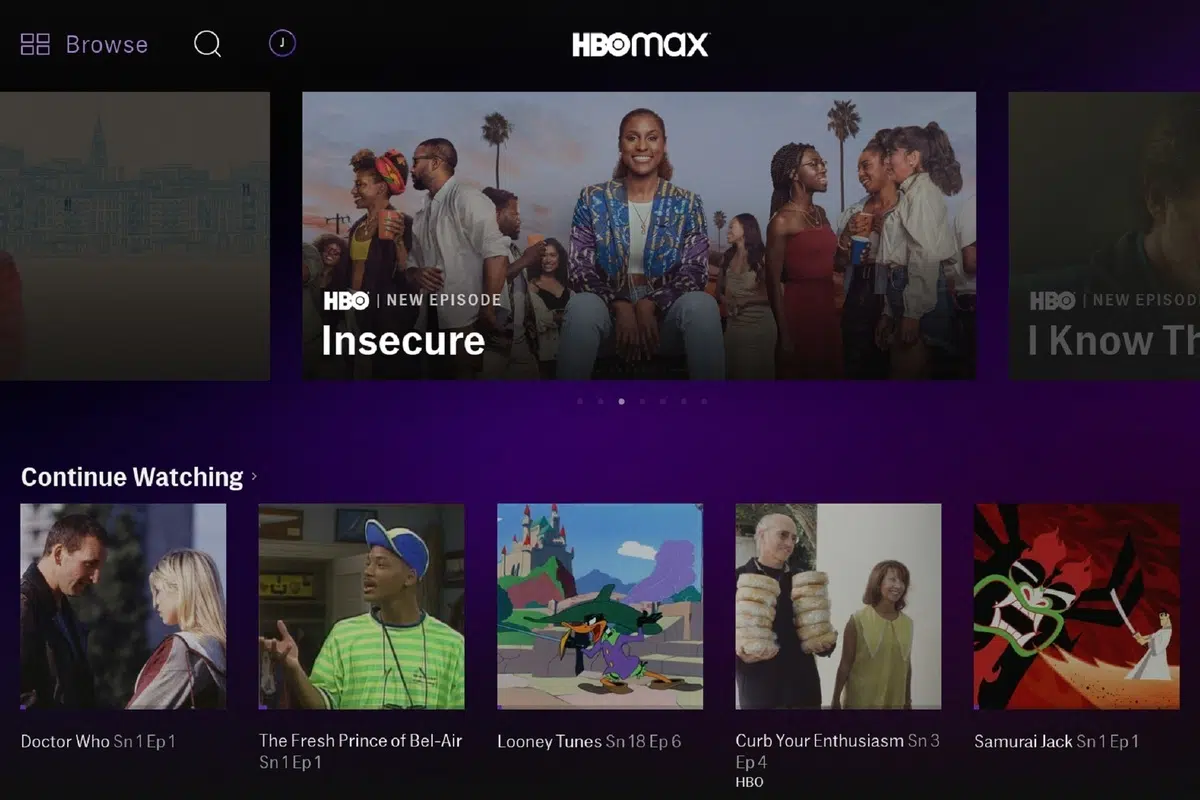 Browse
J
HBOmax
HBO | NEW EPISODE
Insecure
HBO | NEW EPISOD
I Know Th
Continue Watching >
Doctor Who Sn 1 Ep 1
The Fresh Prince of Bel-Air
Sn 1 Ep 1
Looney Tunes Sn 18 Ep 6
Curb Your Enthusiasm Sn 3
Ep 4
HBO
Samurai Jack Sn 1 Ep 1